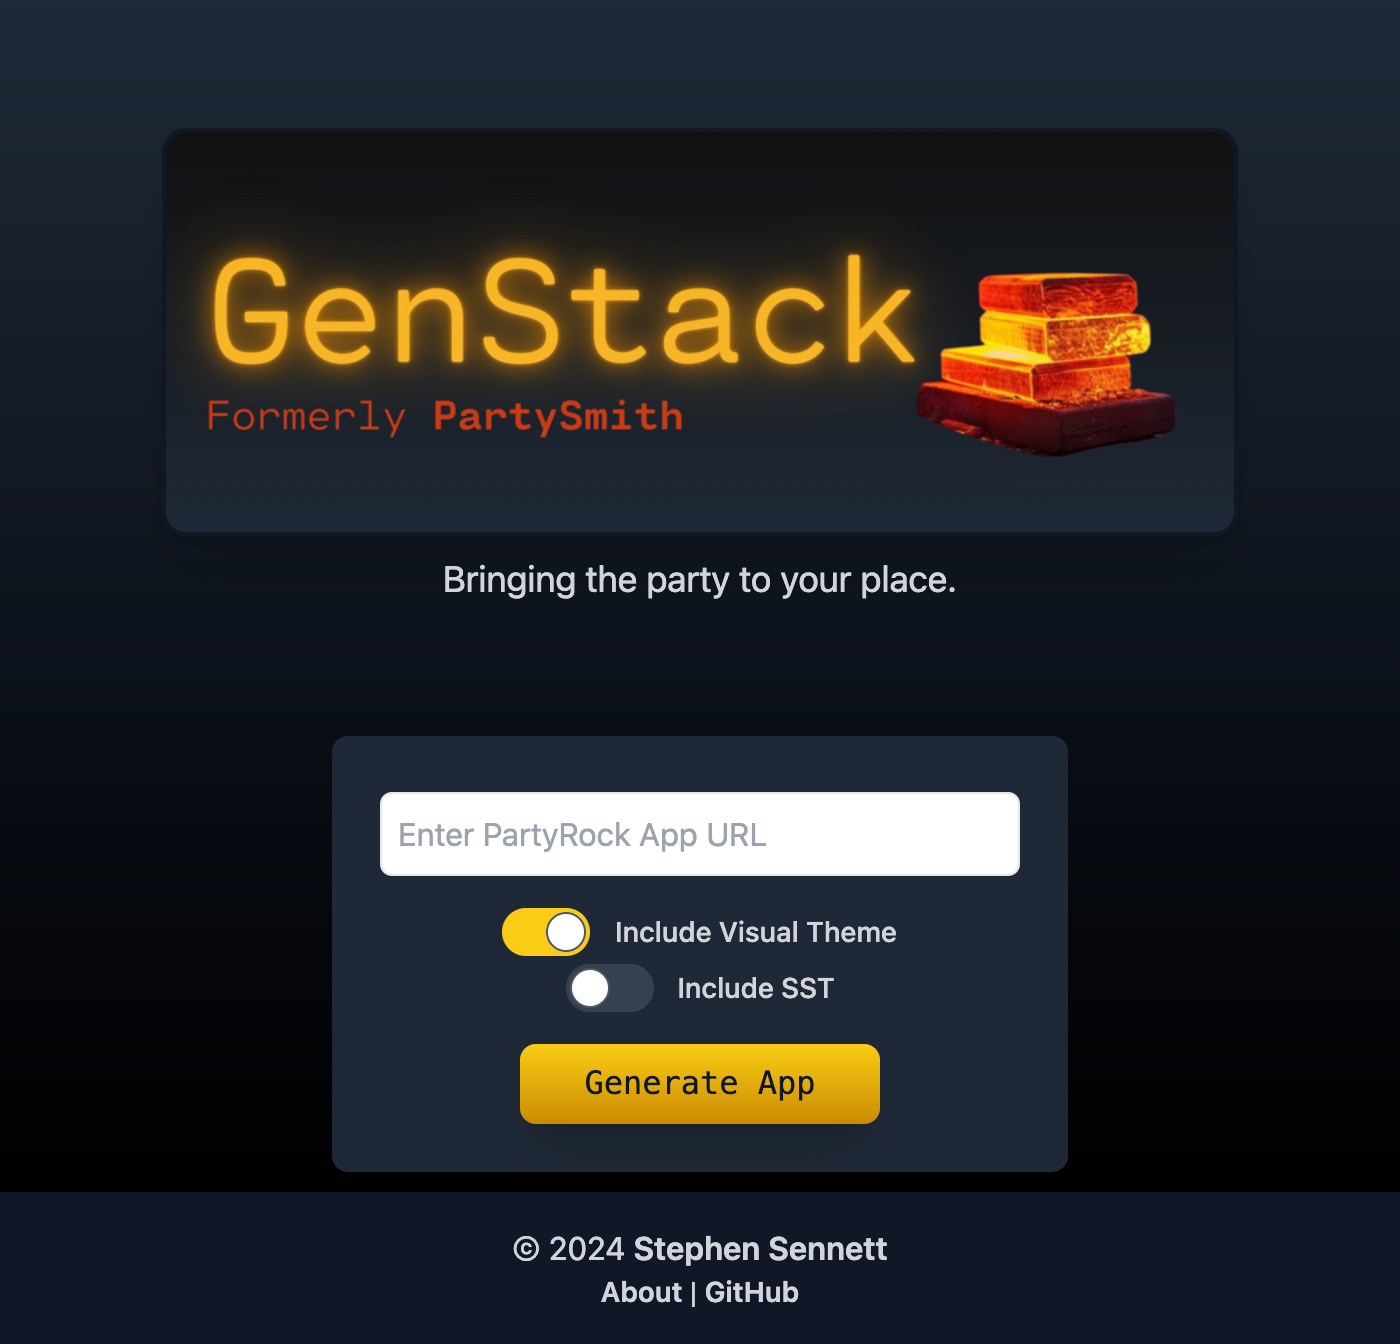 GenStack
Formerly PartySmith
Bringing the party to your place.
Enter PartyRock App URL
Include Visual Theme
Include SST
Generate App
© 2024 Stephen Sennett
About | GitHub